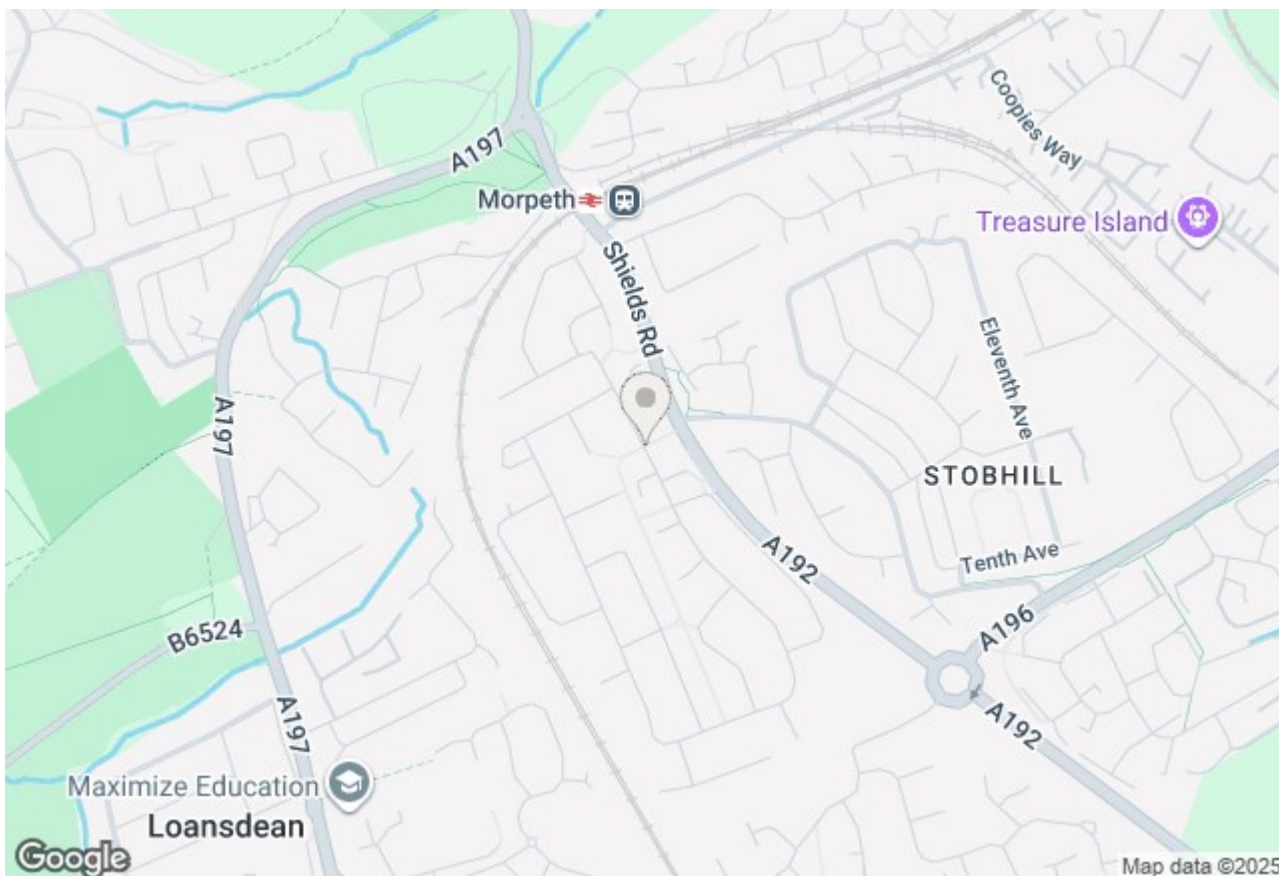 Coopies Way
A197
Morpeth
Treasure Island
Shields Rd
Eleventh Ave
A197
STOBHILL
A192
Tenth Ave
A196
B6524
A197
A192
Maximize Education
Loansdean
Google
Map data ©2025